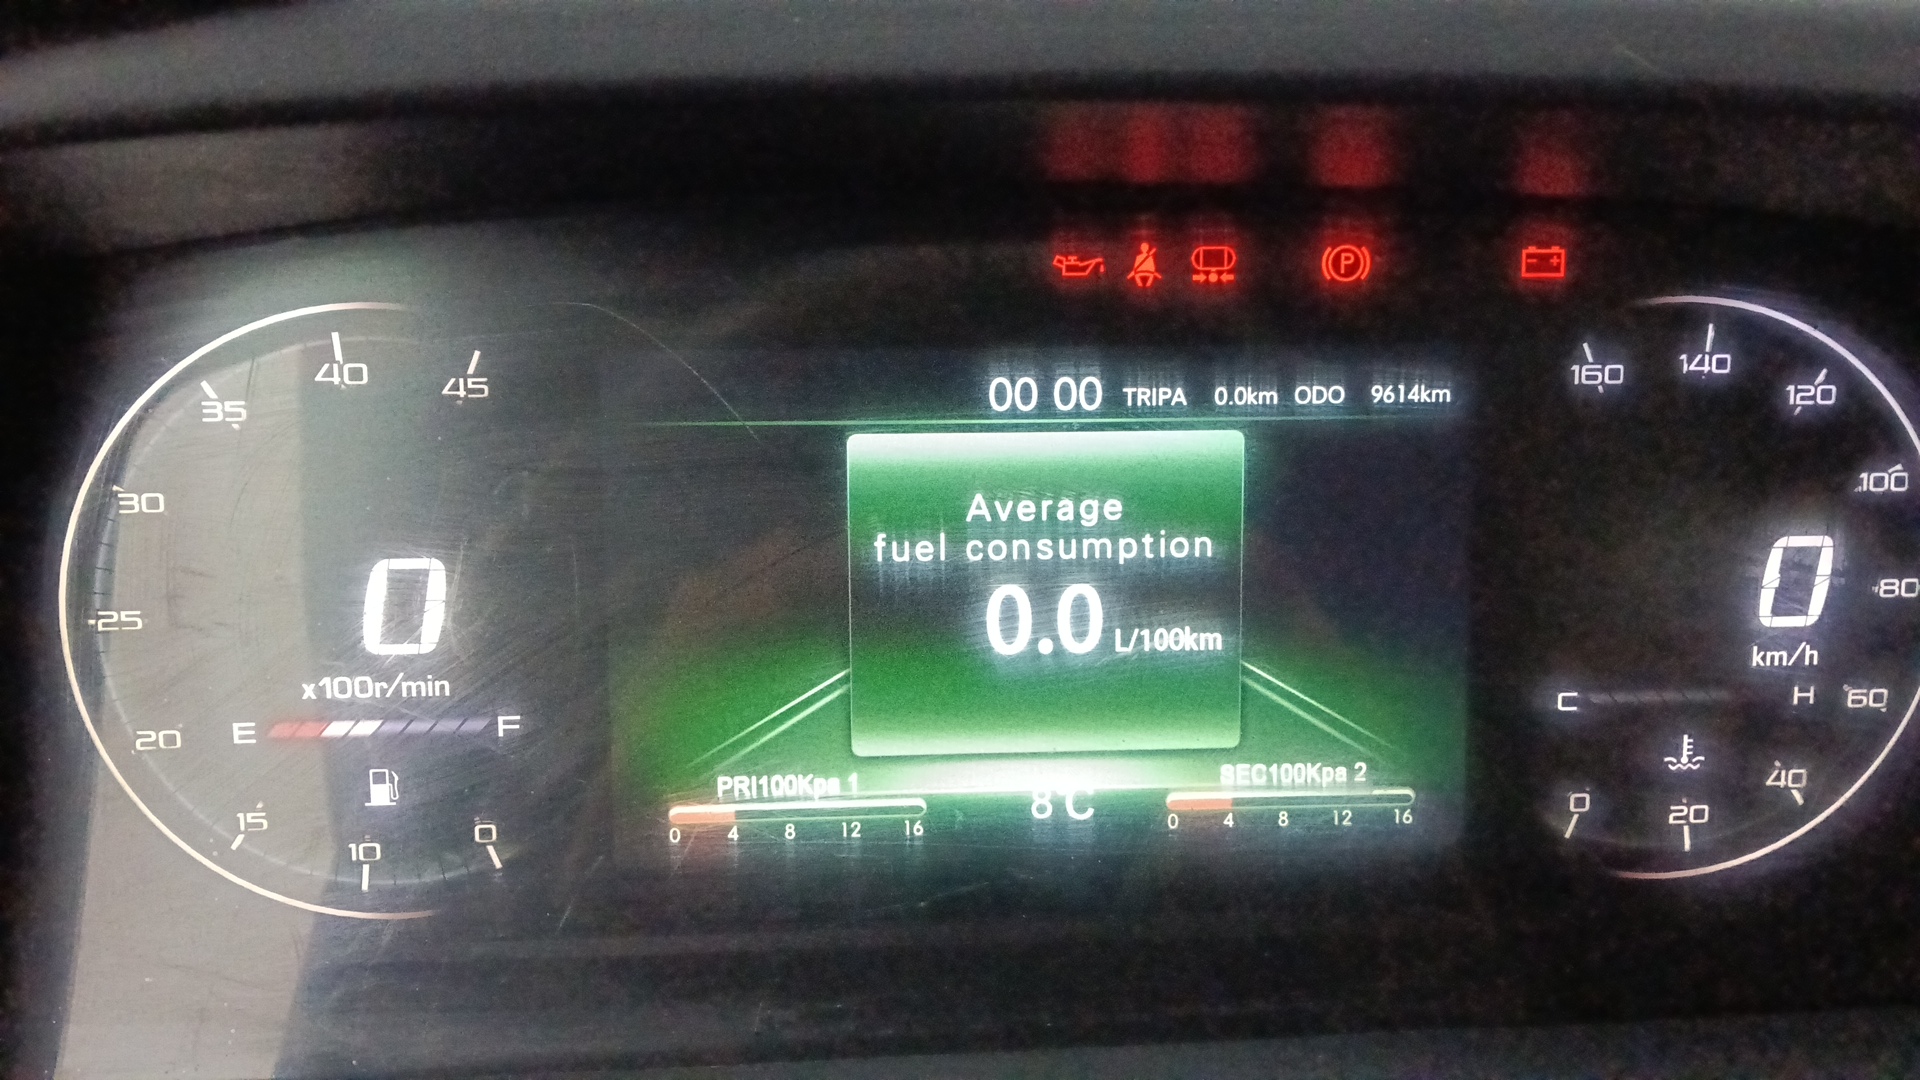 00 00 TRIPA 0.0km ODO 9614km
Average
fuel consumption
0.0 L/100km
PRI100Kpa 1
0 4 8 12 16
8°C
SEC100Kpa 2
0 4 8 12 16
45
40
35
30
25
20
15
10
0
0
x100r/min
E F
160
140
120
100
80
60
40
20
0
0
km/h
C H
P